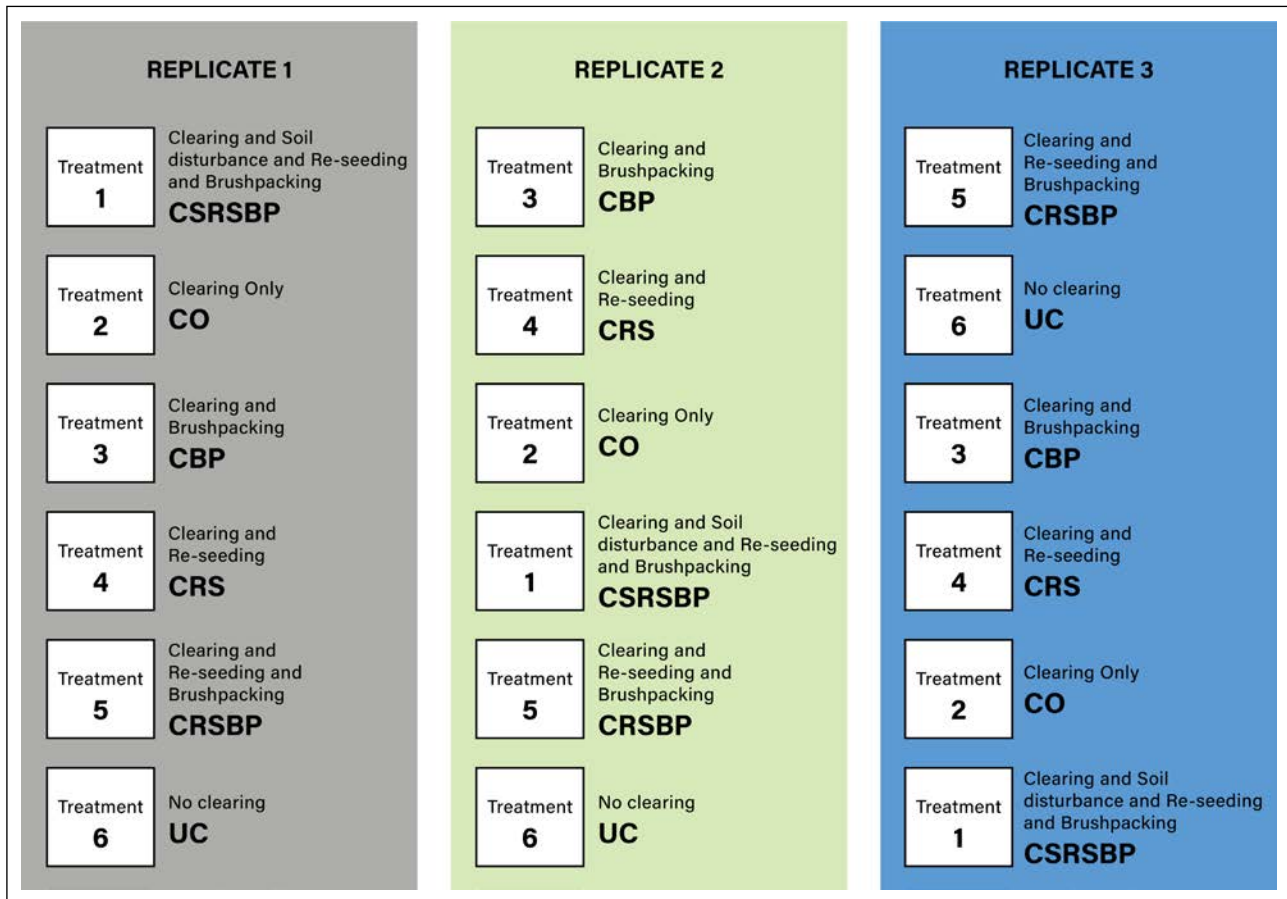 REPLICATE 1
Treatment
1
Clearing and Soil
disturbance and Re-seeding
and Brushpacking
CSRSBP
Treatment
2
Clearing Only
CO
Treatment
3
Clearing and
Brushpacking
CBP
Treatment
4
Clearing and
Re-seeding
CRS
Treatment
5
Clearing and
Re-seeding and
Brushpacking
CRSBP
Treatment
6
No clearing
UC
REPLICATE 2
Treatment
3
Clearing and
Brushpacking
CBP
Treatment
4
Clearing and
Re-seeding
CRS
Treatment
2
Clearing Only
CO
Treatment
1
Clearing and Soil
disturbance and Re-seeding
and Brushpacking
CSRSBP
Treatment
5
Clearing and
Re-seeding and
Brushpacking
CRSBP
Treatment
6
No clearing
UC
REPLICATE 3
Treatment
5
Clearing and
Re-seeding and
Brushpacking
CRSBP
Treatment
6
No clearing
UC
Treatment
3
Clearing and
Brushpacking
CBP
Treatment
4
Clearing and
Re-seeding
CRS
Treatment
2
Clearing Only
CO
Treatment
1
Clearing and Soil
disturbance and Re-seeding
and Brushpacking
CSRSBP